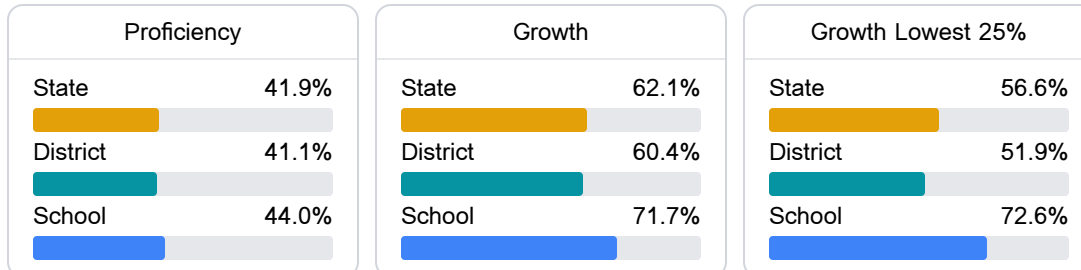 Proficiency
State 41.9%
District 41.1%
School 44.0%
Growth
State 62.1%
District 60.4%
School 71.7%
Growth Lowest 25%
State 56.6%
District 51.9%
School 72.6%